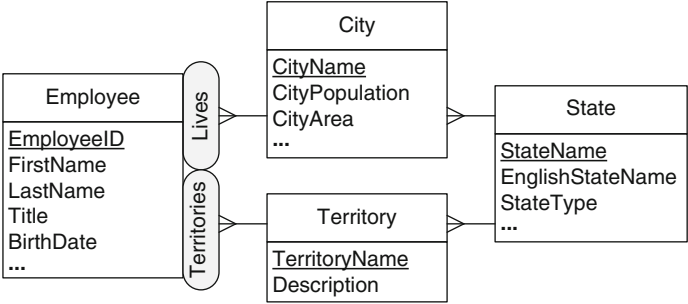 Employee
EmployeeID
FirstName
LastName
Title
BirthDate
...
Lives
Territories
City
CityName
CityPopulation
CityArea
...
Territory
TerritoryName
Description
State
StateName
EnglishStateName
StateType
...